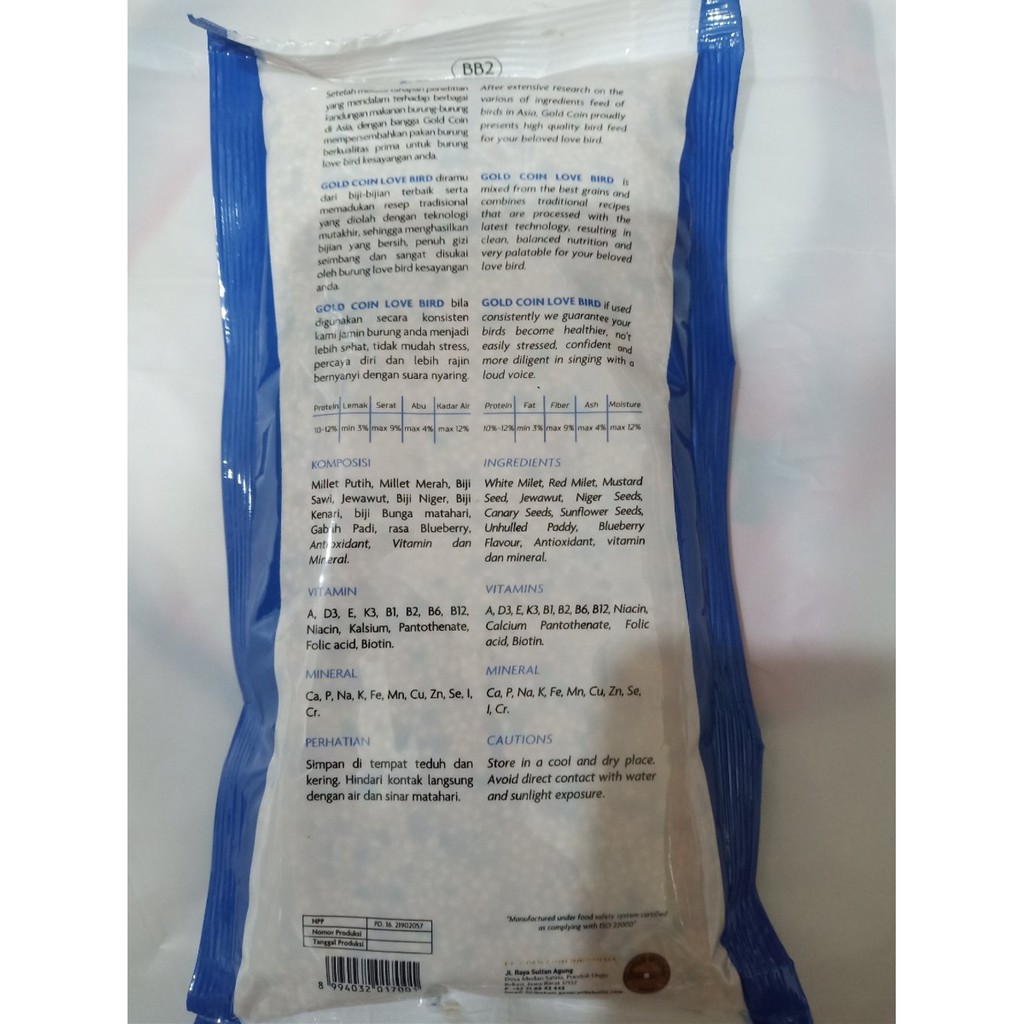 BB2
Setelah
yang mendalam terhadap berbagai
kandungan makanan burung-burung
di Asia, dengan bangga Gold Coin
mempersembahkan pakan burung
berkualitas prima untuk burung
love bird kesayangan anda.
GOLD COIN LOVE BIRD diramu
dari biji-bijian terbaik serta
memadukan resep tradisional
yang diolah dengan teknologi
mutakhir, sehingga menghasilkan
bijian yang bersih, penuh gizi
seimbang dan sangat disukai
oleh burung love bird kesayangan
anda.
GOLD COIN LOVE BIRD bila
digunakan secara konsisten
kami jamin burung anda menjadi
lebih sehat, tidak mudah stress,
percaya diri dan lebih rajin
bernyanyi dengan suara nyaring.
Protein Lemak Serat Abu Kadar Air
10-12% min 3% max 9% max 4% max 12%
KOMPOSISI
Millet Putih, Millet Merah, Biji
Sawi, Jewawut, Biji Niger, Biji
Kenari, biji Bunga matahari,
Gabah Padi, rasa Blueberry,
Antioxidant, Vitamin dan
Mineral.
VITAMIN
A, D3, E, K3, B1, B2, B6, B12,
Niacin, Kalsium, Pantothenate,
Folic acid, Biotin.
MINERAL
Ca, P, Na, K, Fe, Mn, Cu, Zn, Se, I,
Cr.
PERHATIAN
Simpan di tempat teduh dan
kering. Hindari kontak langsung
dengan air dan sinar matahari.
After extensive research on the
various of ingredients feed of
birds in Asia, Gold Coin proudly
presents high quality bird feed
for your beloved love bird.
GOLD COIN LOVE BIRD is
mixed from the best grains and
combines traditional recipes
that are processed with the
latest technology, resulting in
clean, balanced nutrition and
very palatable for your beloved
love bird.
GOLD COIN LOVE BIRD if used
consistently we guarantee your
birds become healthier, no't
easily stressed, confident and
more diligent in singing with a
loud voice.
Protein Fat Fiber Ash Moisture
10%-12% min 3% max 9% max 4% max 12%
INGREDIENTS
White Milet, Red Milet, Mustard
Seed, Jewawut, Niger Seeds,
Canary Seeds, Sunflower Seeds,
Unhulled Paddy, Blueberry
Flavour, Antioxidant, vitamin
dan mineral.
VITAMINS
A, D3, E, K3, B1, B2, B6, B12, Niacin,
Calcium Pantothenate, Folic
acid, Biotin.
MINERAL
Ca, P, Na, K, Fe, Mn, Cu, Zn, Se,
I, Cr.
CAUTIONS
Store in a cool and dry place.
Avoid direct contact with water
and sunlight exposure.
NPP PD. 16. 21902057
Nomor Produksi
Tanggal Produksi
8 994032 01700
"Manufactured under food safety system certified
as complying with ISO 22000"
Jl. Raya Sultan Agung
Desa Medan Satria, Pondok Ungu
Bekasi, Jawa Barat 17132